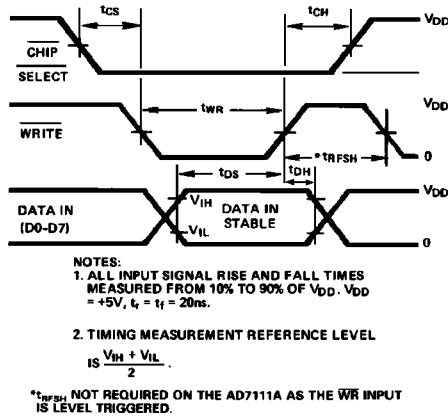 tCS
tCH
VDD
CHIP
SELECT
tWR
VDD
WRITE
*tRFSH
0
tDS
tDH
VDD
VIH
DATA IN
(D0-D7)
DATA IN
STABLE
VIL
0
NOTES:
1. ALL INPUT SIGNAL RISE AND FALL TIMES
MEASURED FROM 10% TO 90% OF VDD. VDD
= +5V, tr = tf = 20ns.
2. TIMING MEASUREMENT REFERENCE LEVEL
IS VIH + VIL / 2 .
*tRFSH NOT REQUIRED ON THE AD7111A AS THE WR INPUT
IS LEVEL TRIGGERED.